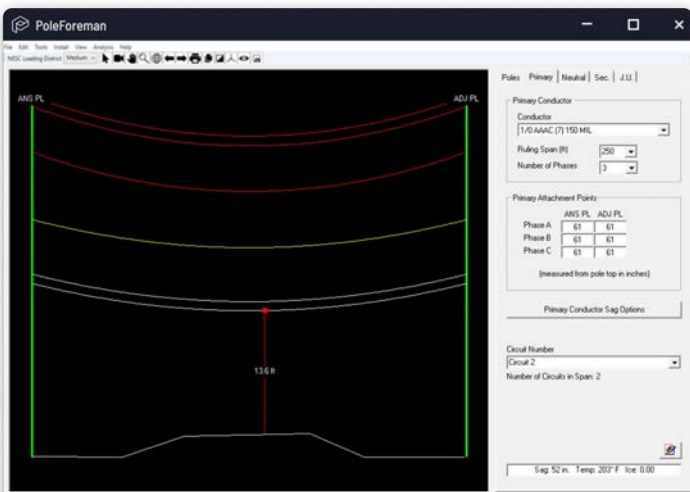 PoleForeman
File Edit Tools Install View Analysis Help
NESC Loading District Medium
Poles Primary Neutral Sec. J.U.
ANS PL
ADJ PL
13.6 ft
Primary Conductor
Conductor
1/0 AAAC (7) 150 MIL
Ruling Span (ft) 250
Number of Phases 3
Primary Attachment Points
ANS PL ADJ PL
Phase A 61 61
Phase B 61 61
Phase C 61 61
(measured from pole top in inches)
Primary Conductor Sag Options
Circuit Number
Circuit 2
Number of Circuits in Span: 2
Sag: 52 in. Temp: 203° F Ice: 0.00